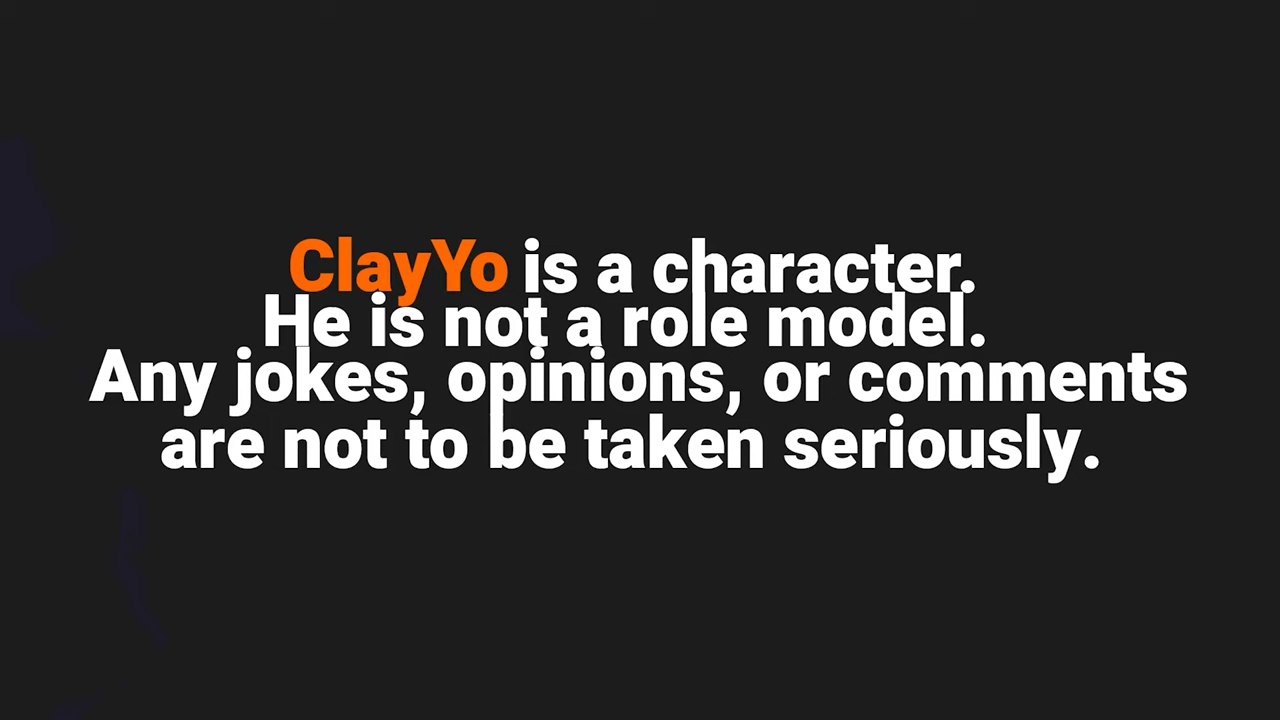 ClayYo is a character.
He is not a role model.
Any jokes, opinions, or comments
are not to be taken seriously.